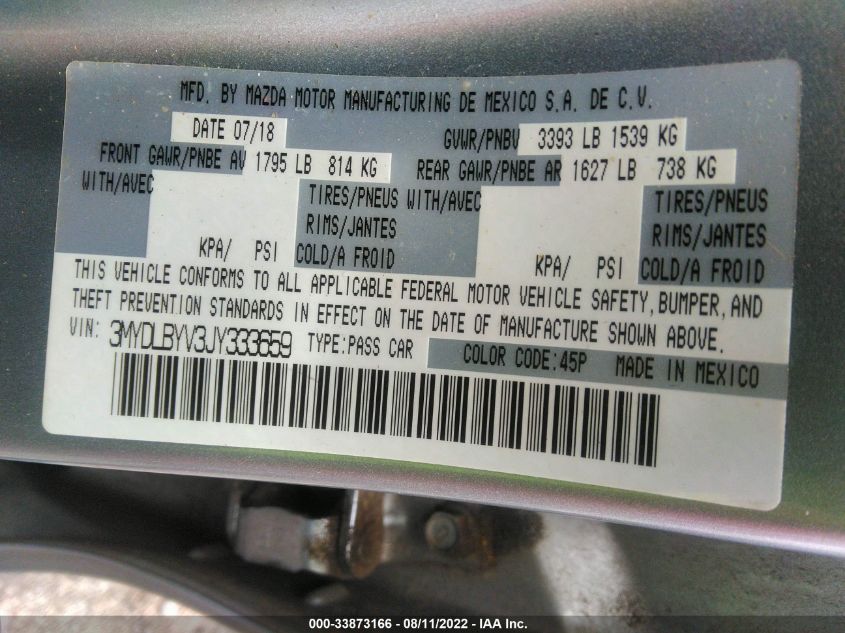 MFD. BY MAZDA MOTOR MANUFACTURING DE MEXICO S.A. DE C.V.
DATE 07/18 GVWR/PNBV 3393 LB 1539 KG
FRONT GAWR/PNBE AV 1795 LB 814 KG REAR GAWR/PNBE AR 1627 LB 738 KG
WITH/AVEC TIRES/PNEUS WITH/AVEC TIRES/PNEUS
RIMS/JANTES RIMS/JANTES
KPA/ PSI COLD/A FROID KPA/ PSI COLD/A FROID
THIS VEHICLE CONFORMS TO ALL APPLICABLE FEDERAL MOTOR VEHICLE SAFETY, BUMPER, AND
THEFT PREVENTION STANDARDS IN EFFECT ON THE DATE OF MANUFACTURE SHOWN ABOVE.
VIN: 3MYDLBYV3JY333659 TYPE:PASS CAR COLOR CODE:45P MADE IN MEXICO
000-33873166 - 08/11/2022 - IAA Inc.